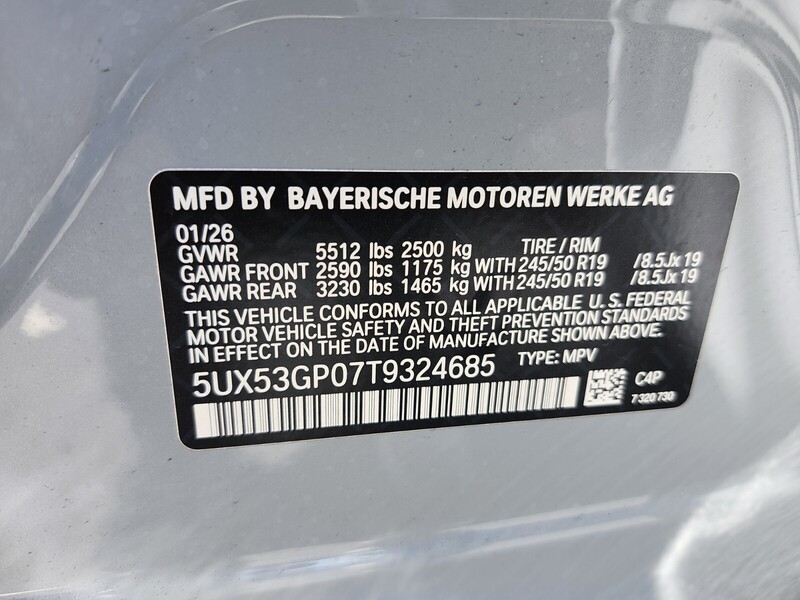 MFD BY BAYERISCHE MOTOREN WERKE AG
01/26
GVWR 5512 lbs 2500 kg TIRE / RIM
GAWR FRONT 2590 lbs 1175 kg WITH 245/50 R19 /8.5Jx19
GAWR REAR 3230 lbs 1465 kg WITH 245/50 R19 /8.5Jx19
THIS VEHICLE CONFORMS TO ALL APPLICABLE U.S. FEDERAL
MOTOR VEHICLE SAFETY AND THEFT PREVENTION STANDARDS
IN EFFECT ON THE DATE OF MANUFACTURE SHOWN ABOVE.
5UX53GP07T9324685 TYPE: MPV
C4P
7 320 730